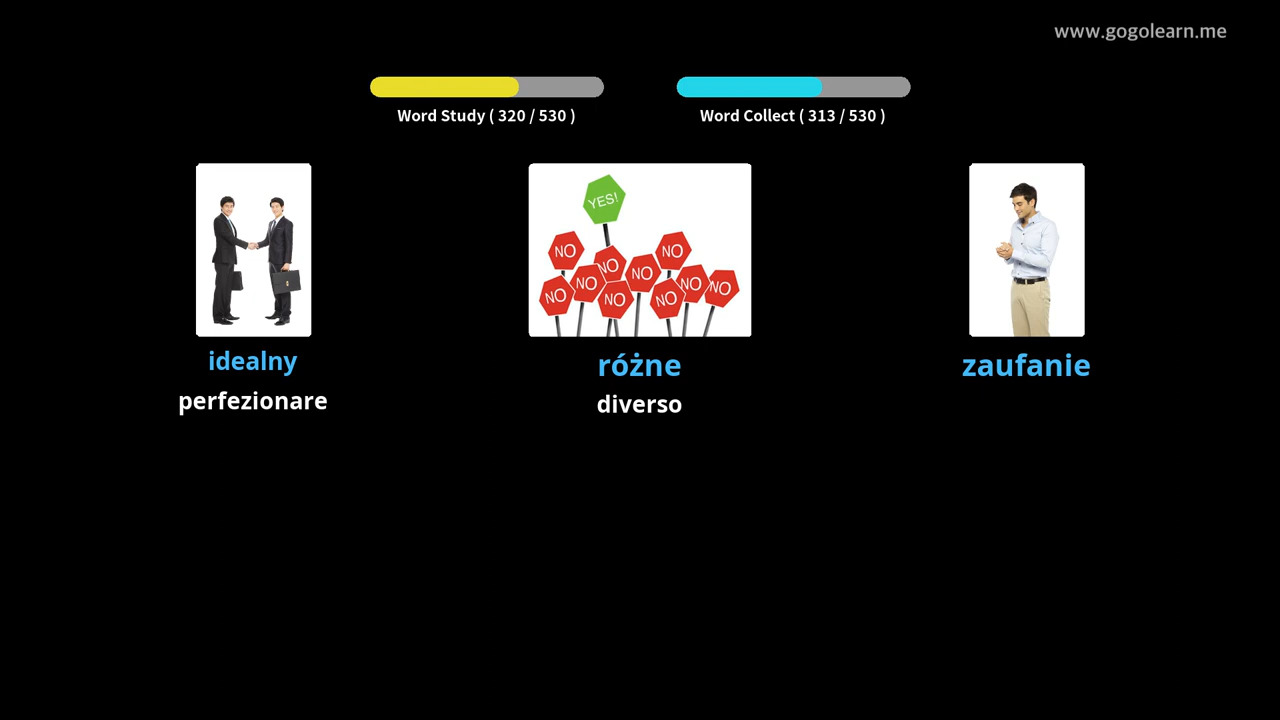 www.gogolearn.me
Word Study ( 320 / 530 )
Word Collect ( 313 / 530 )
YES!
NO
NO
NO
NO
NO
NO
NO
NO
NO
NO
idealny
różne
zaufanie
perfezionare
diverso